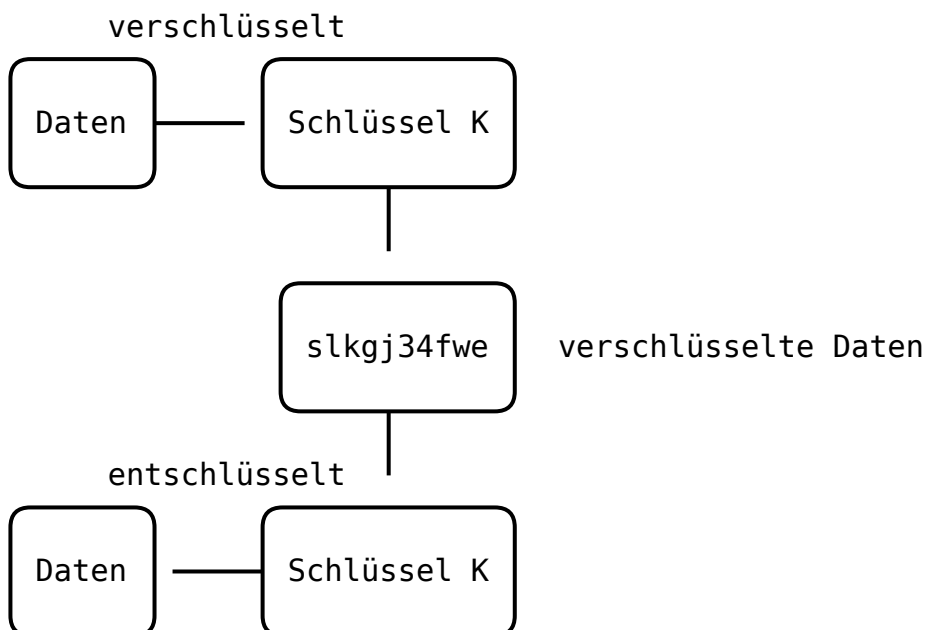 verschlüsselt
Daten
Schlüssel K
slkgj34fwe
verschlüsselte Daten
entschlüsselt
Daten
Schlüssel K